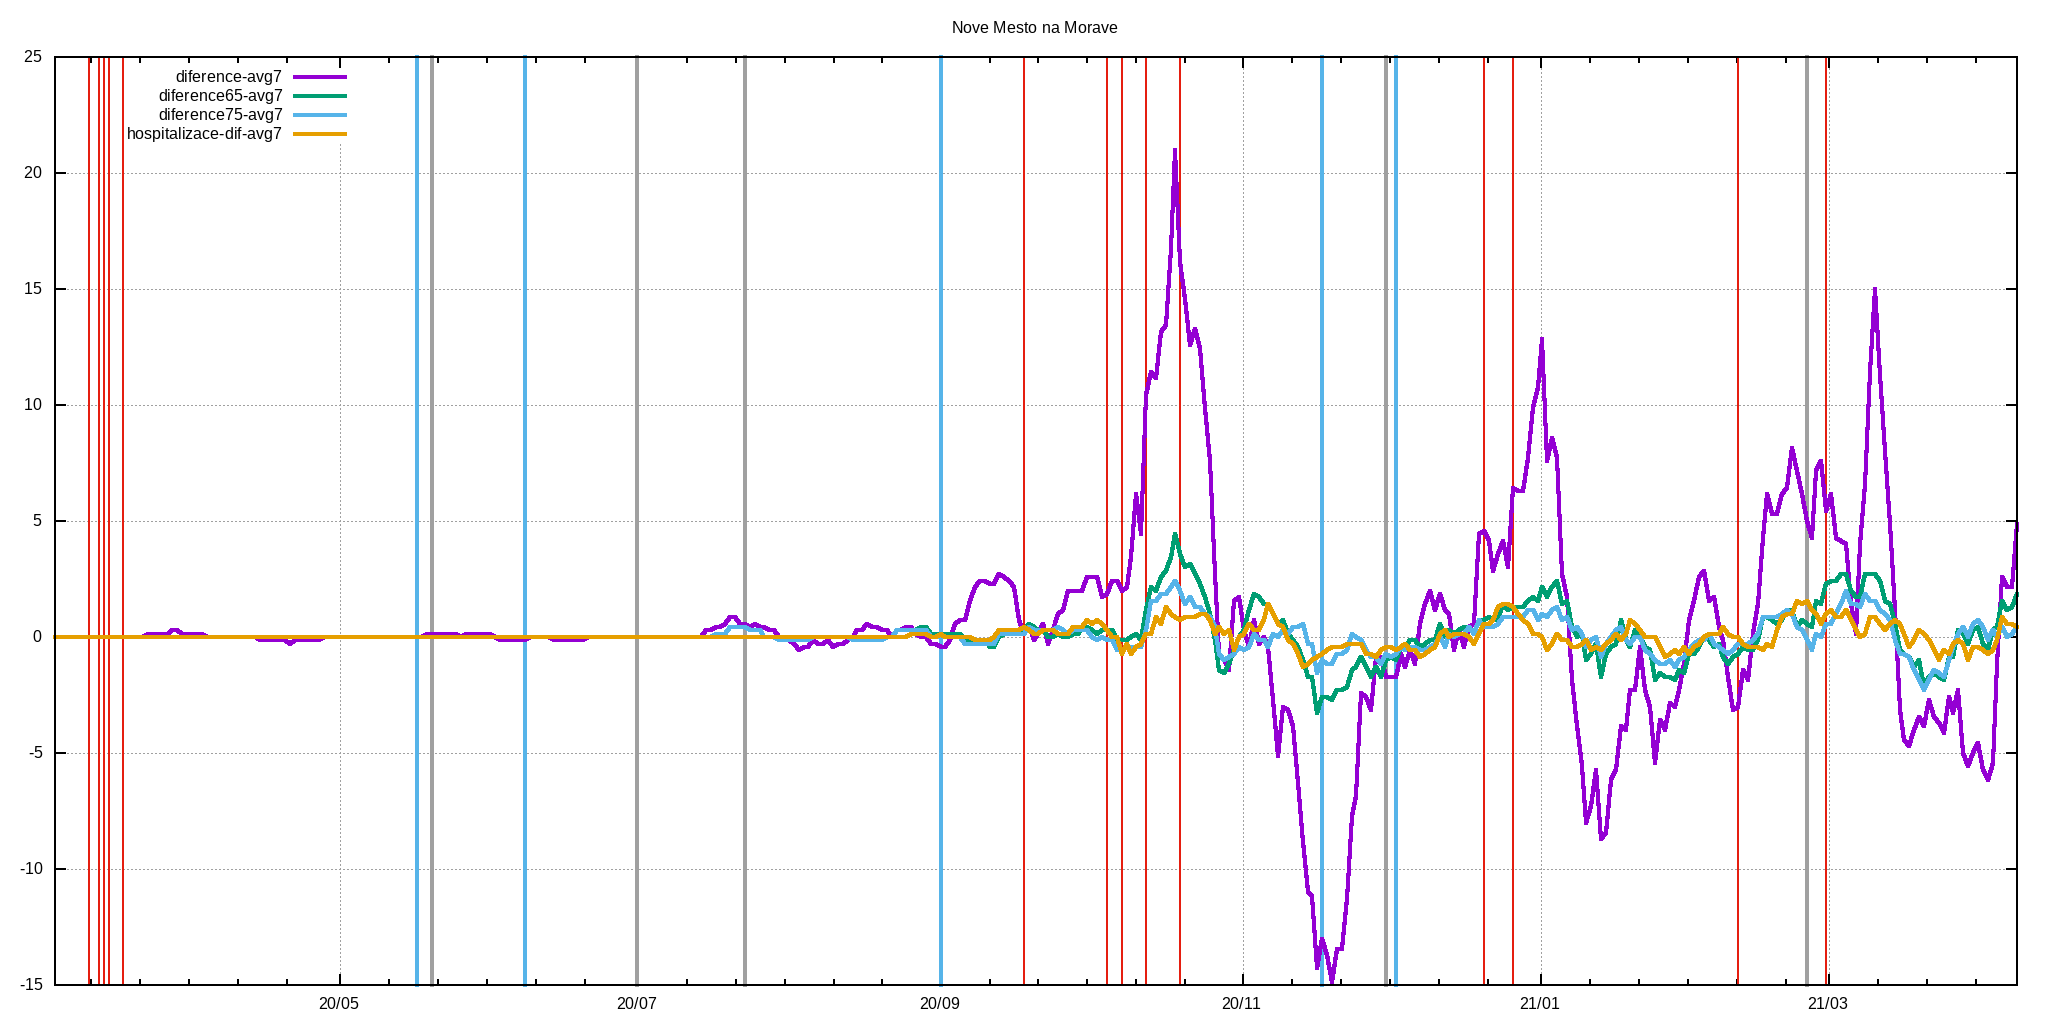 Nove Mesto na Morave
25
20
15
10
5
0
-5
-10
-15
diference-avg7
diference65-avg7
diference75-avg7
hospitalizace-dif-avg7
20/05 20/07 20/09 20/11 21/01 21/03